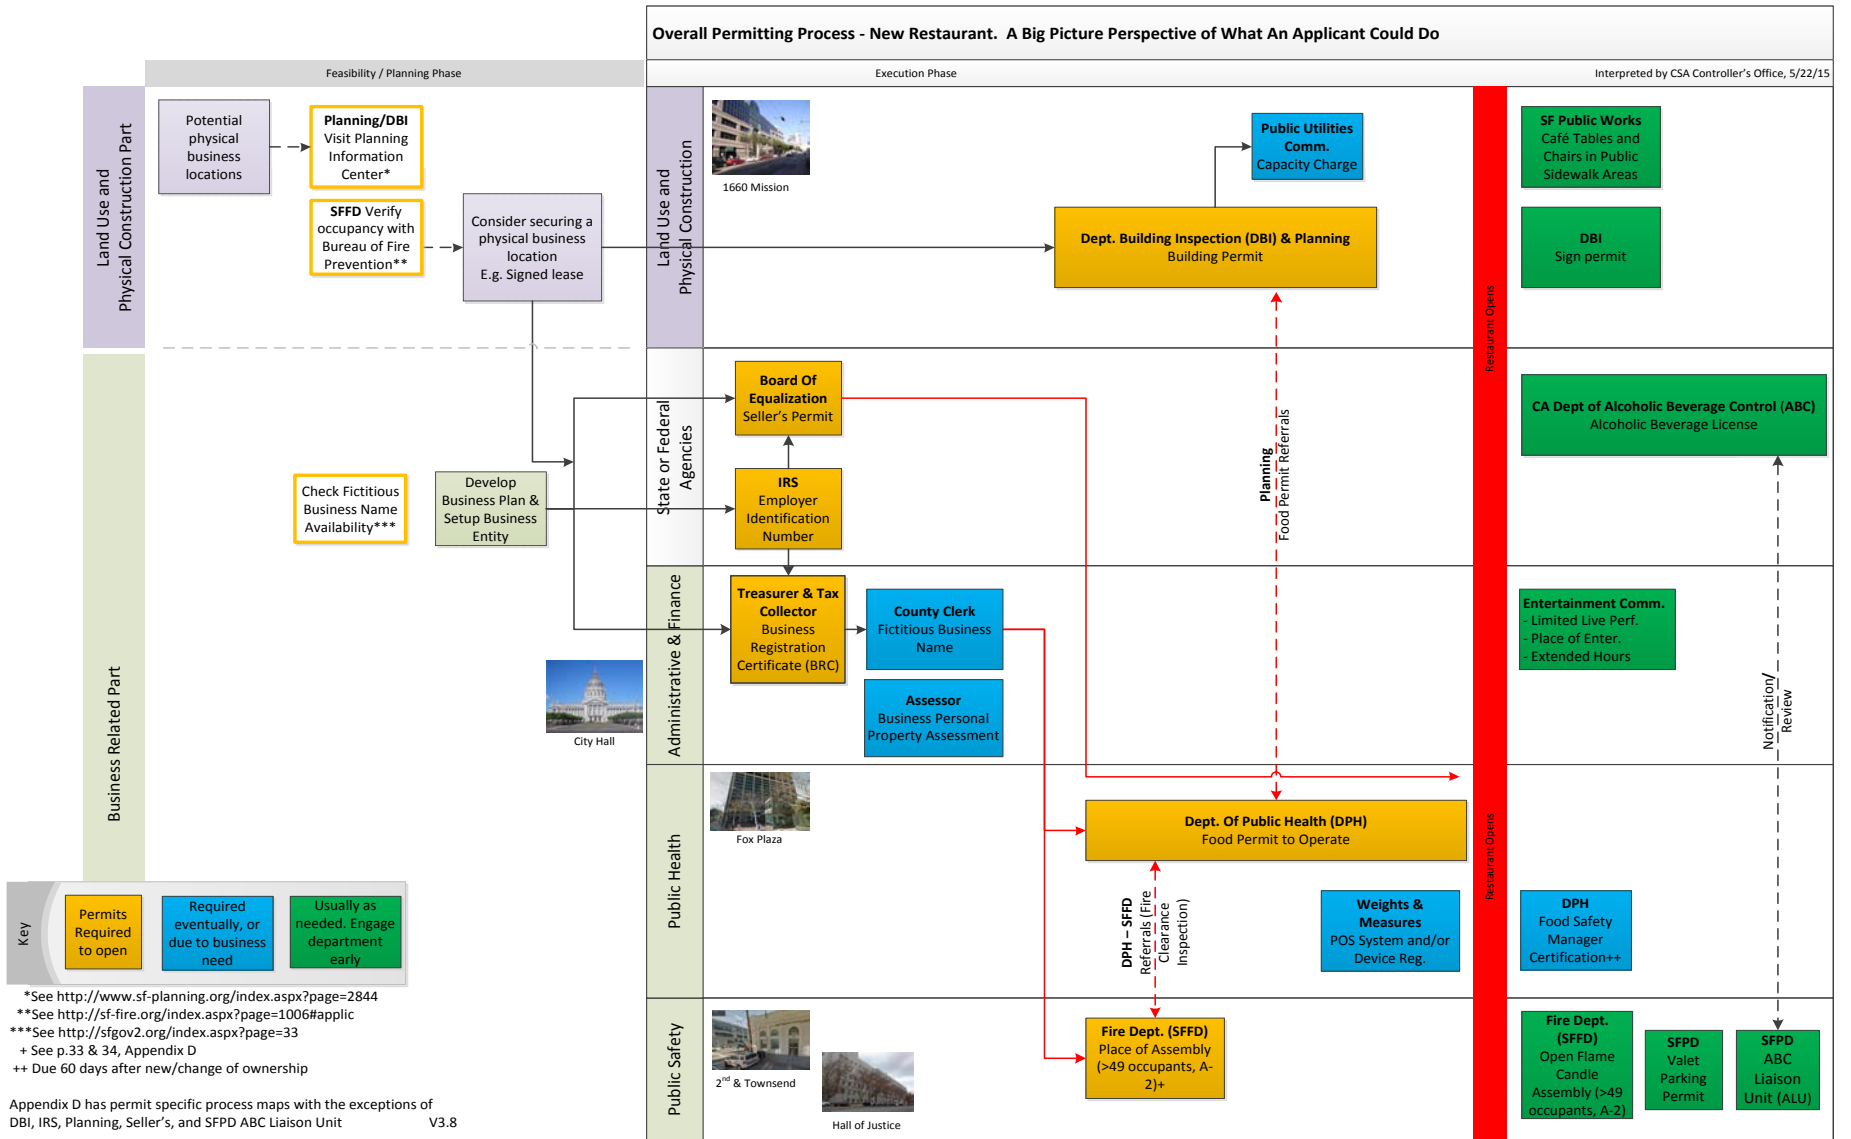 Overall Permitting Process - New Restaurant.  A Big Picture Perspective of What An Applicant Could Do
Feasibility / Planning Phase
Execution Phase
Interpreted by CSA Controller's Office, 5/22/15
Land Use and
Physical Construction Part
Potential
physical
business
locations
Planning/DBI
Visit Planning
Information
Center*
SFFD Verify
occupancy with
Bureau of Fire
Prevention**
Consider securing a
physical business
location
E.g. Signed lease
Land Use and
Physical Construction
1660 Mission
Public Utilities
Comm.
Capacity Charge
Dept. Building Inspection (DBI) & Planning
Building Permit
Restaurant Opens
SF Public Works
Café Tables and
Chairs in Public
Sidewalk Areas
DBI
Sign permit
Business Related Part
Check Fictitious
Business Name
Availability***
Develop
Business Plan &
Setup Business
Entity
State or Federal
Agencies
Board Of
Equalization
Seller's Permit
IRS
Employer
Identification
Number
Planning
Food Permit Referrals
CA Dept of Alcoholic Beverage Control (ABC)
Alcoholic Beverage License
City Hall
Administrative & Finance
Treasurer & Tax
Collector
Business
Registration
Certificate (BRC)
County Clerk
Fictitious Business
Name
Assessor
Business Personal
Property Assessment
Entertainment Comm.
- Limited Live Perf.
- Place of Enter.
- Extended Hours
Notification/
Review
Public Health
Fox Plaza
Dept. Of Public Health (DPH)
Food Permit to Operate
DPH – SFFD
Referrals (Fire
Clearance
Inspection)
Weights &
Measures
POS System and/or
Device Reg.
Restaurant Opens
DPH
Food Safety
Manager
Certification++
Public Safety
2nd & Townsend
Hall of Justice
Fire Dept. (SFFD)
Place of Assembly
(>49 occupants, A-
2)+
Fire Dept.
(SFFD)
Open Flame
Candle
Assembly (>49
occupants, A-2)
SFPD
Valet
Parking
Permit
SFPD
ABC
Liaison
Unit (ALU)
Key
Permits
Required
to open
Required
eventually, or
due to business
need
Usually as
needed. Engage
department
early
*See http://www.sf-planning.org/index.aspx?page=2844
**See http://sf-fire.org/index.aspx?page=1006#applic
***See http://sfgov2.org/index.aspx?page=33
+ See p.33 & 34, Appendix D
++ Due 60 days after new/change of ownership
Appendix D has permit specific process maps with the exceptions of
DBI, IRS, Planning, Seller's, and SFPD ABC Liaison Unit V3.8